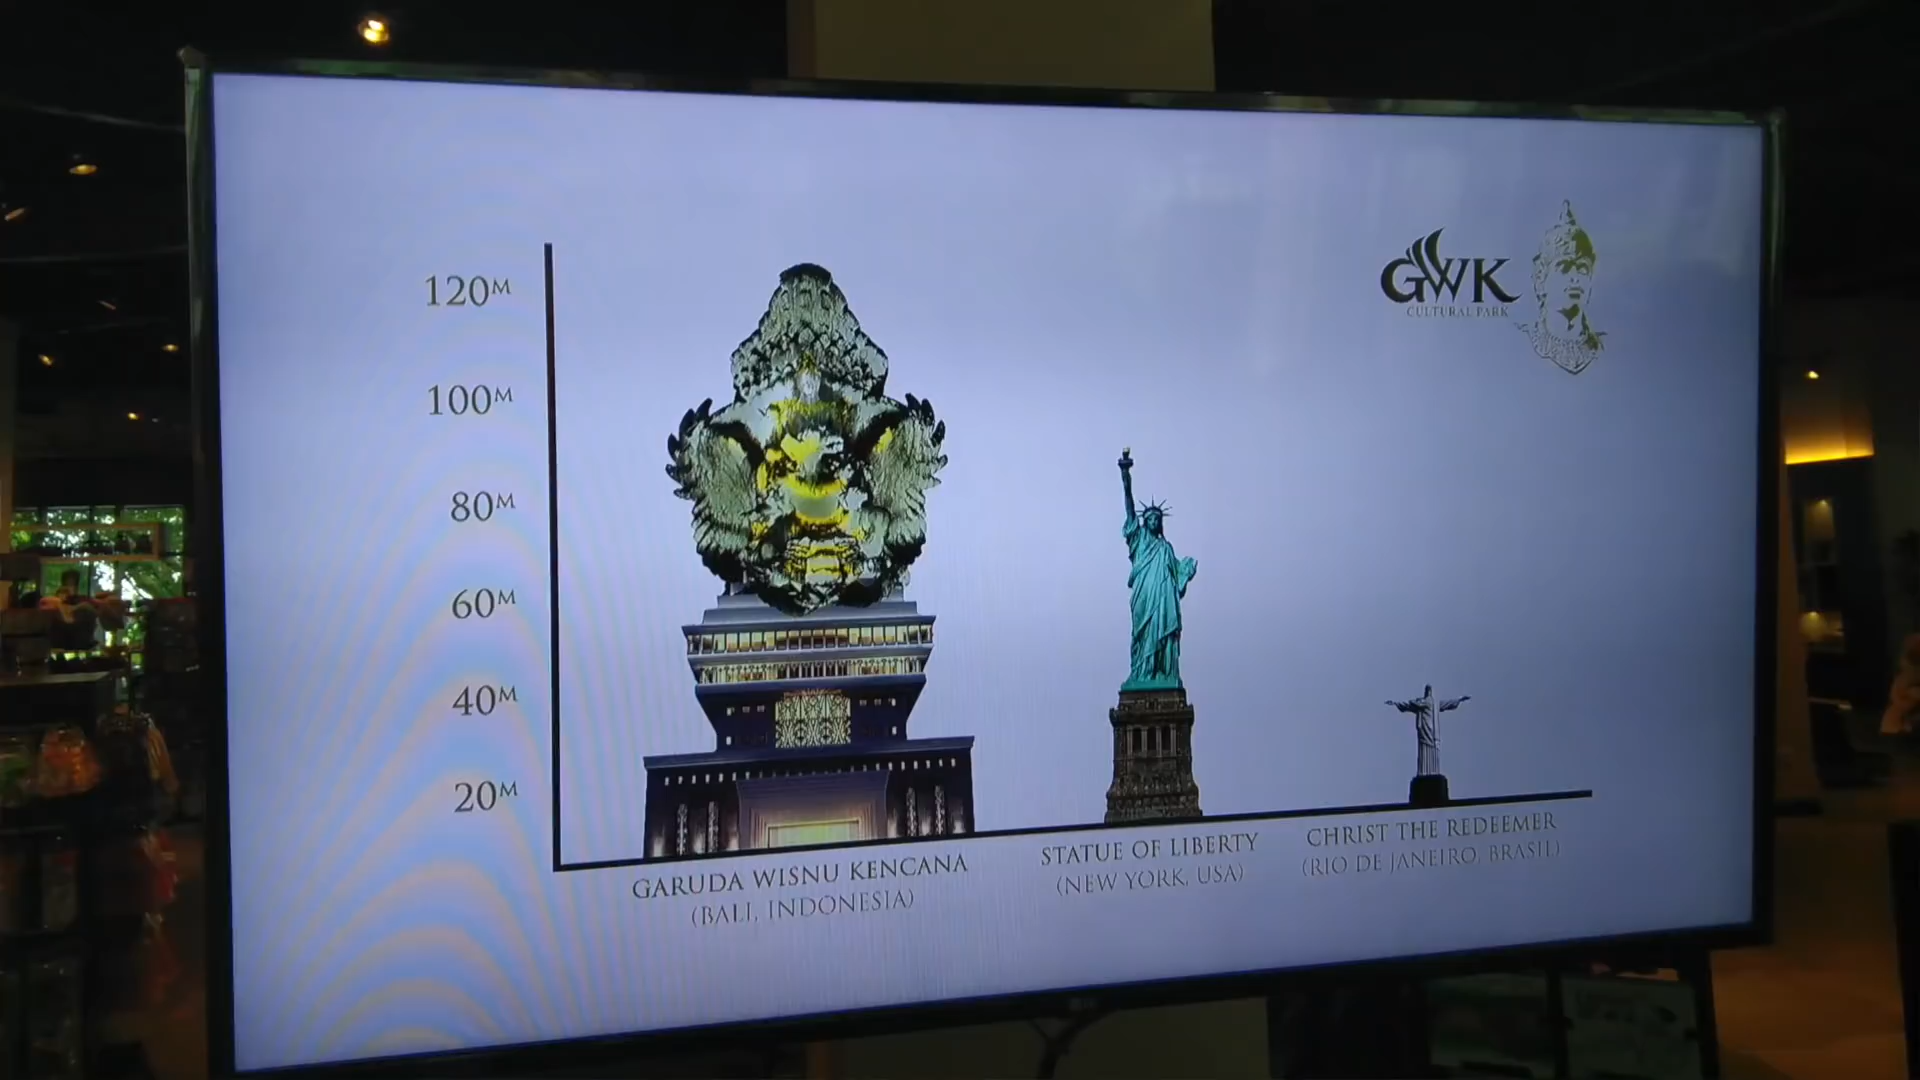 GWK
CULTURAL PARK
120M
100M
80M
60M
40M
20M
GARUDA WISNU KENCANA
(BALI, INDONESIA)
STATUE OF LIBERTY
(NEW YORK, USA)
CHRIST THE REDEEMER
(RIO DE JANEIRO, BRASIL)